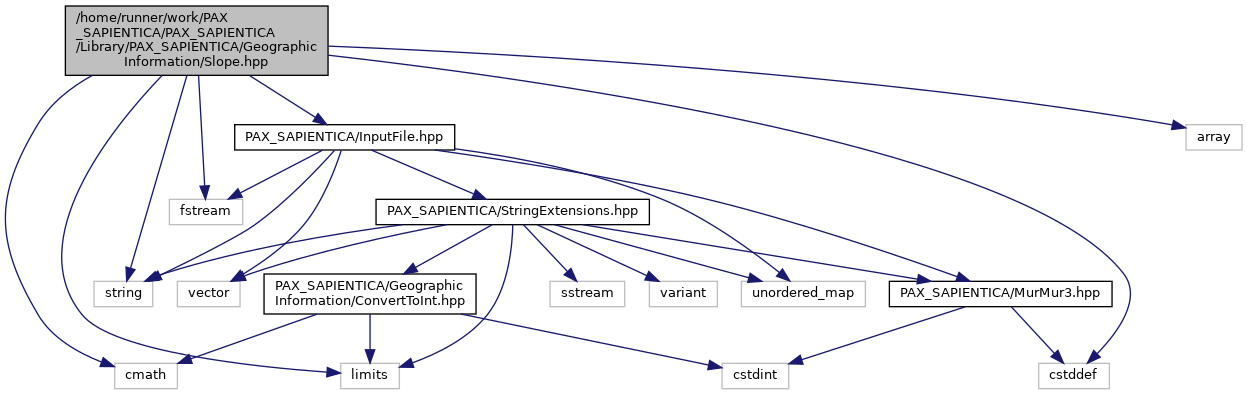 /home/runner/work/PAX
_SAPIENTICA/PAX_SAPIENTICA
/Library/PAX_SAPIENTICA/Geographic
Information/Slope.hpp
PAX_SAPIENTICA/InputFile.hpp
array
fstream
PAX_SAPIENTICA/StringExtensions.hpp
string
vector
PAX_SAPIENTICA/Geographic
Information/ConvertToInt.hpp
sstream
variant
unordered_map
PAX_SAPIENTICA/MurMur3.hpp
cmath
limits
cstdint
cstddef